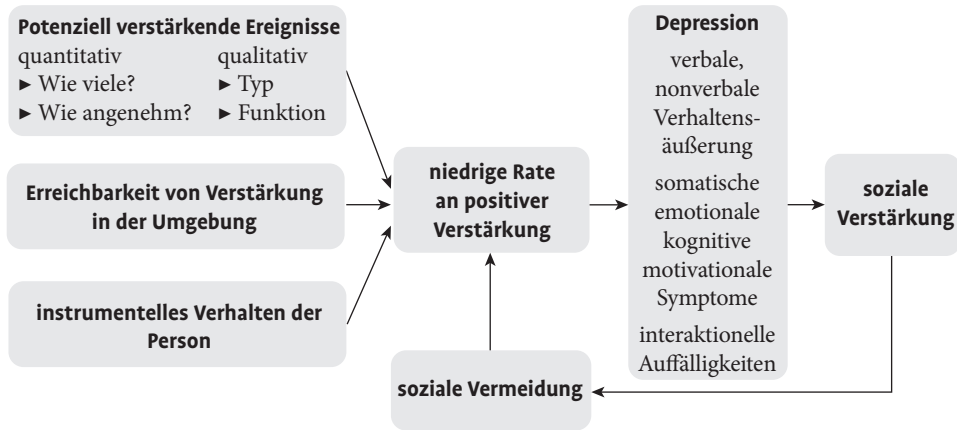 Potenziell verstärkende Ereignisse
quantitativ qualitativ
► Wie viele? ► Typ
► Wie angenehm? ► Funktion
Erreichbarkeit von Verstärkung
in der Umgebung
instrumentelles Verhalten der
Person
niedrige Rate
an positiver
Verstärkung
Depression
verbale,
nonverbale
Verhaltens-
äußerung
somatische
emotionale
kognitive
motivationale
Symptome
interaktionelle
Auffälligkeiten
soziale
Verstärkung
soziale Vermeidung